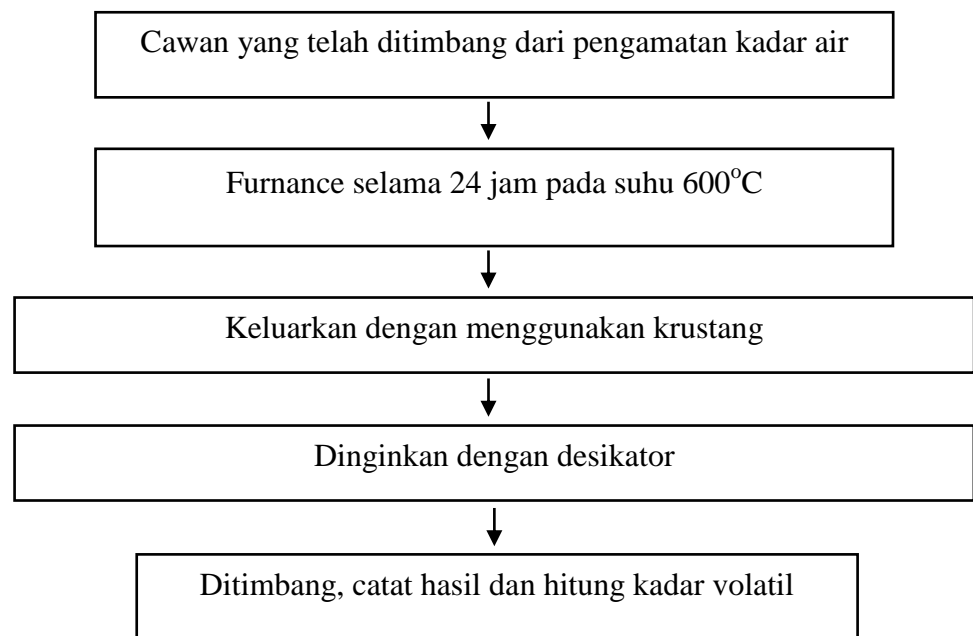 Cawan yang telah ditimbang dari pengamatan kadar air
Furnance selama 24 jam pada suhu 600°C
Keluarkan dengan menggunakan krustang
Dinginkan dengan desikator
Ditimbang, catat hasil dan hitung kadar volatil